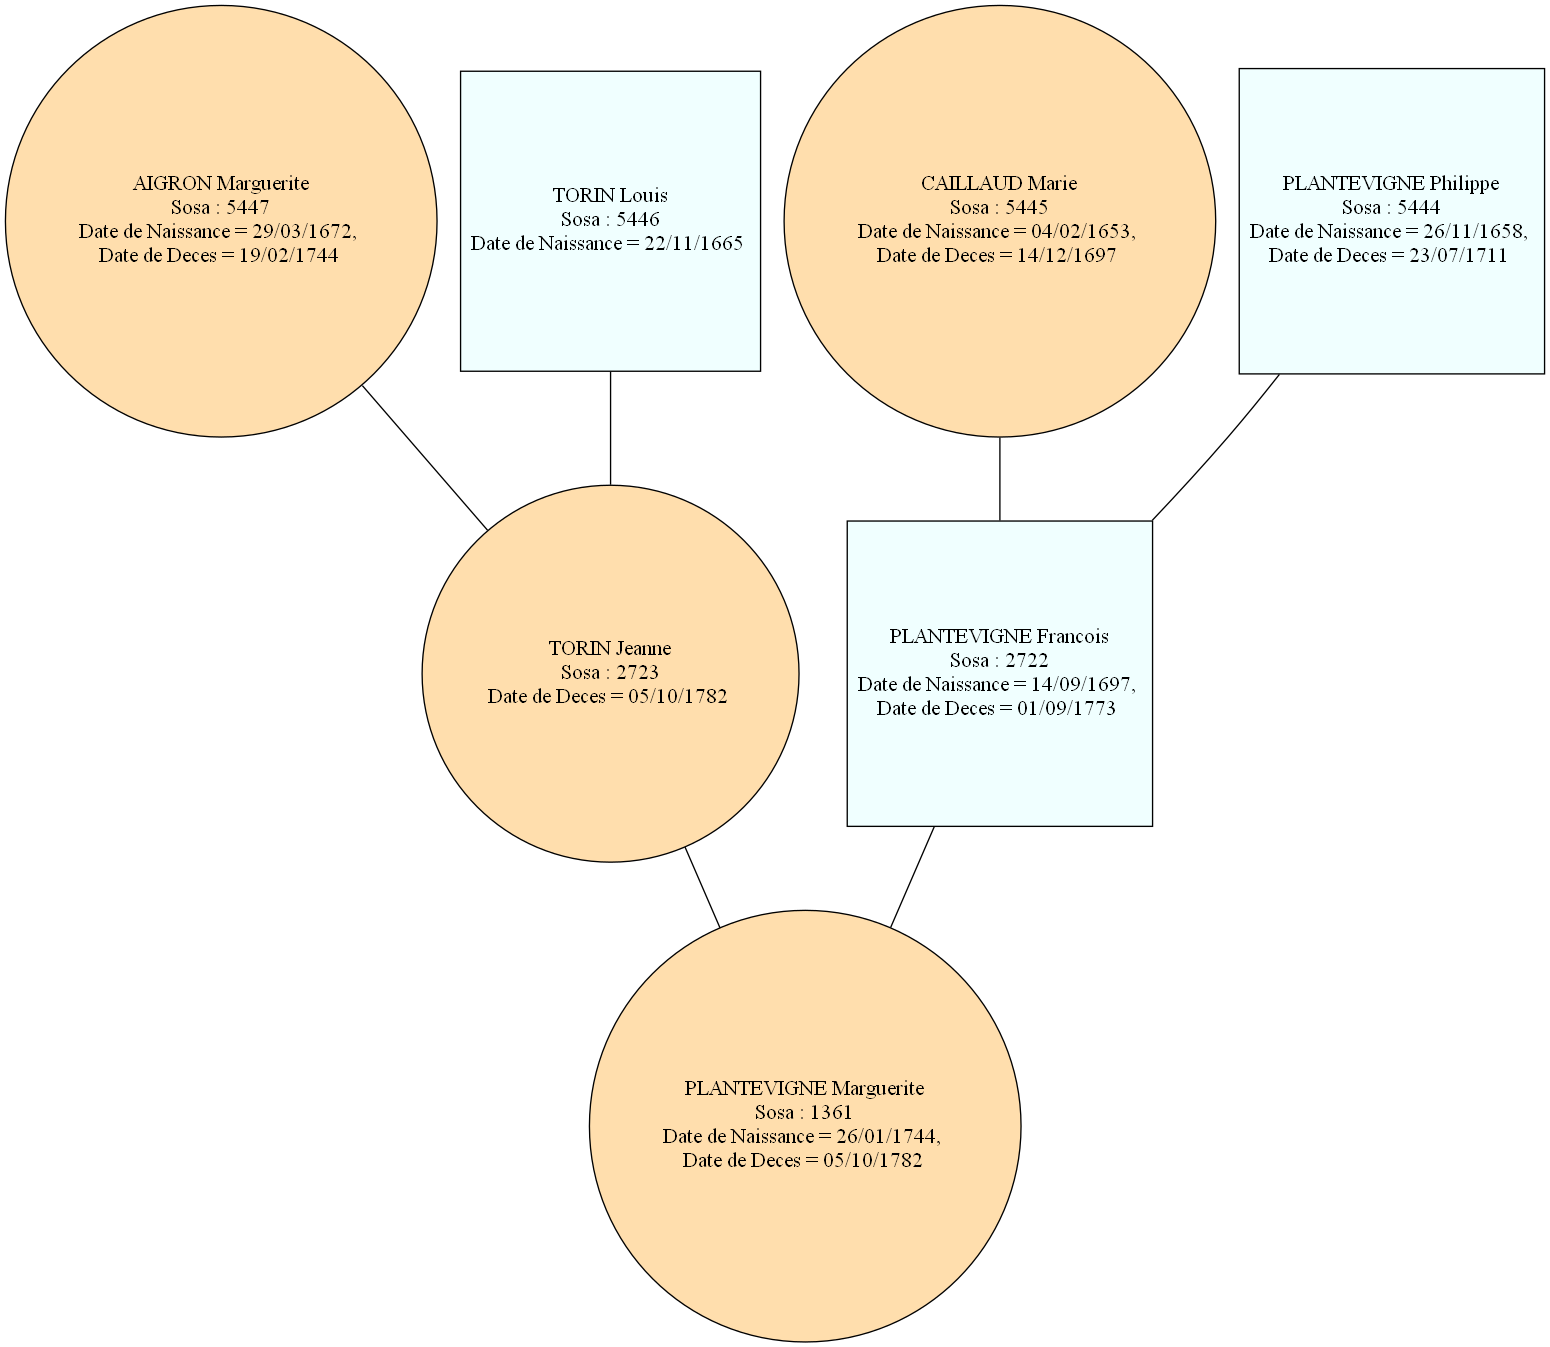 AIGRON Marguerite
Sosa : 5447
Date de Naissance = 29/03/1672,
Date de Deces = 19/02/1744
TORIN Louis
Sosa : 5446
Date de Naissance = 22/11/1665
CAILLAUD Marie
Sosa : 5445
Date de Naissance = 04/02/1653,
Date de Deces = 14/12/1697
PLANTEVIGNE Philippe
Sosa : 5444
Date de Naissance = 26/11/1658,
Date de Deces = 23/07/1711
TORIN Jeanne
Sosa : 2723
Date de Deces = 05/10/1782
PLANTEVIGNE Francois
Sosa : 2722
Date de Naissance = 14/09/1697,
Date de Deces = 01/09/1773
PLANTEVIGNE Marguerite
Sosa : 1361
Date de Naissance = 26/01/1744,
Date de Deces = 05/10/1782